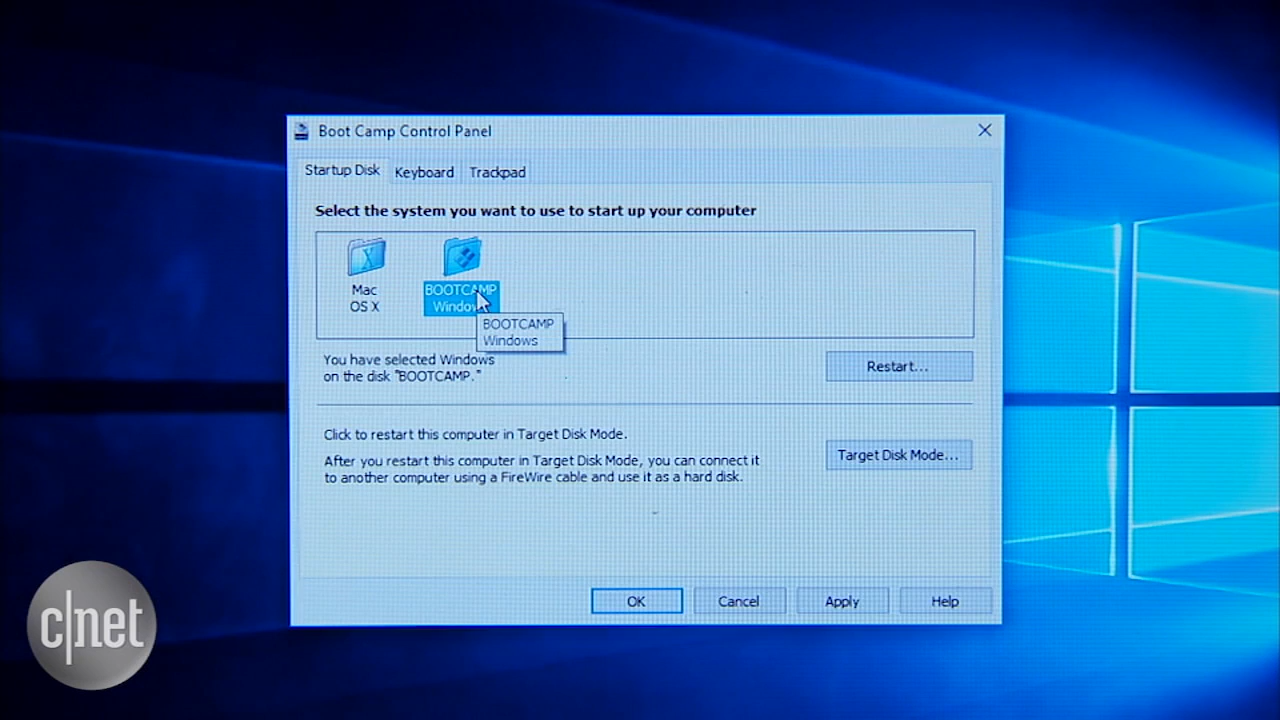 Boot Camp Control Panel
Startup Disk Keyboard Trackpad
Select the system you want to use to start up your computer
Mac
OS X
BOOTCAMP
Windows
BOOTCAMP
Windows
You have selected Windows
on the disk "BOOTCAMP."
Restart...
Click to restart this computer in Target Disk Mode.
After you restart this computer in Target Disk Mode, you can connect it
to another computer using a FireWire cable and use it as a hard disk.
Target Disk Mode...
OK Cancel Apply Help
c|net